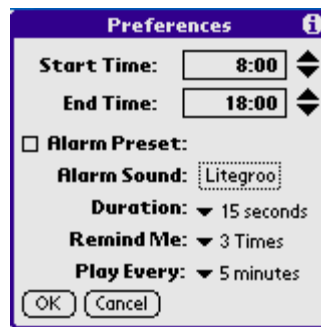 Preferences
Start Time: 8:00
End Time: 18:00
Alarm Preset:
Alarm Sound: Litegroo
Duration: 15 seconds
Remind Me: 3 Times
Play Every: 5 minutes
OK Cancel